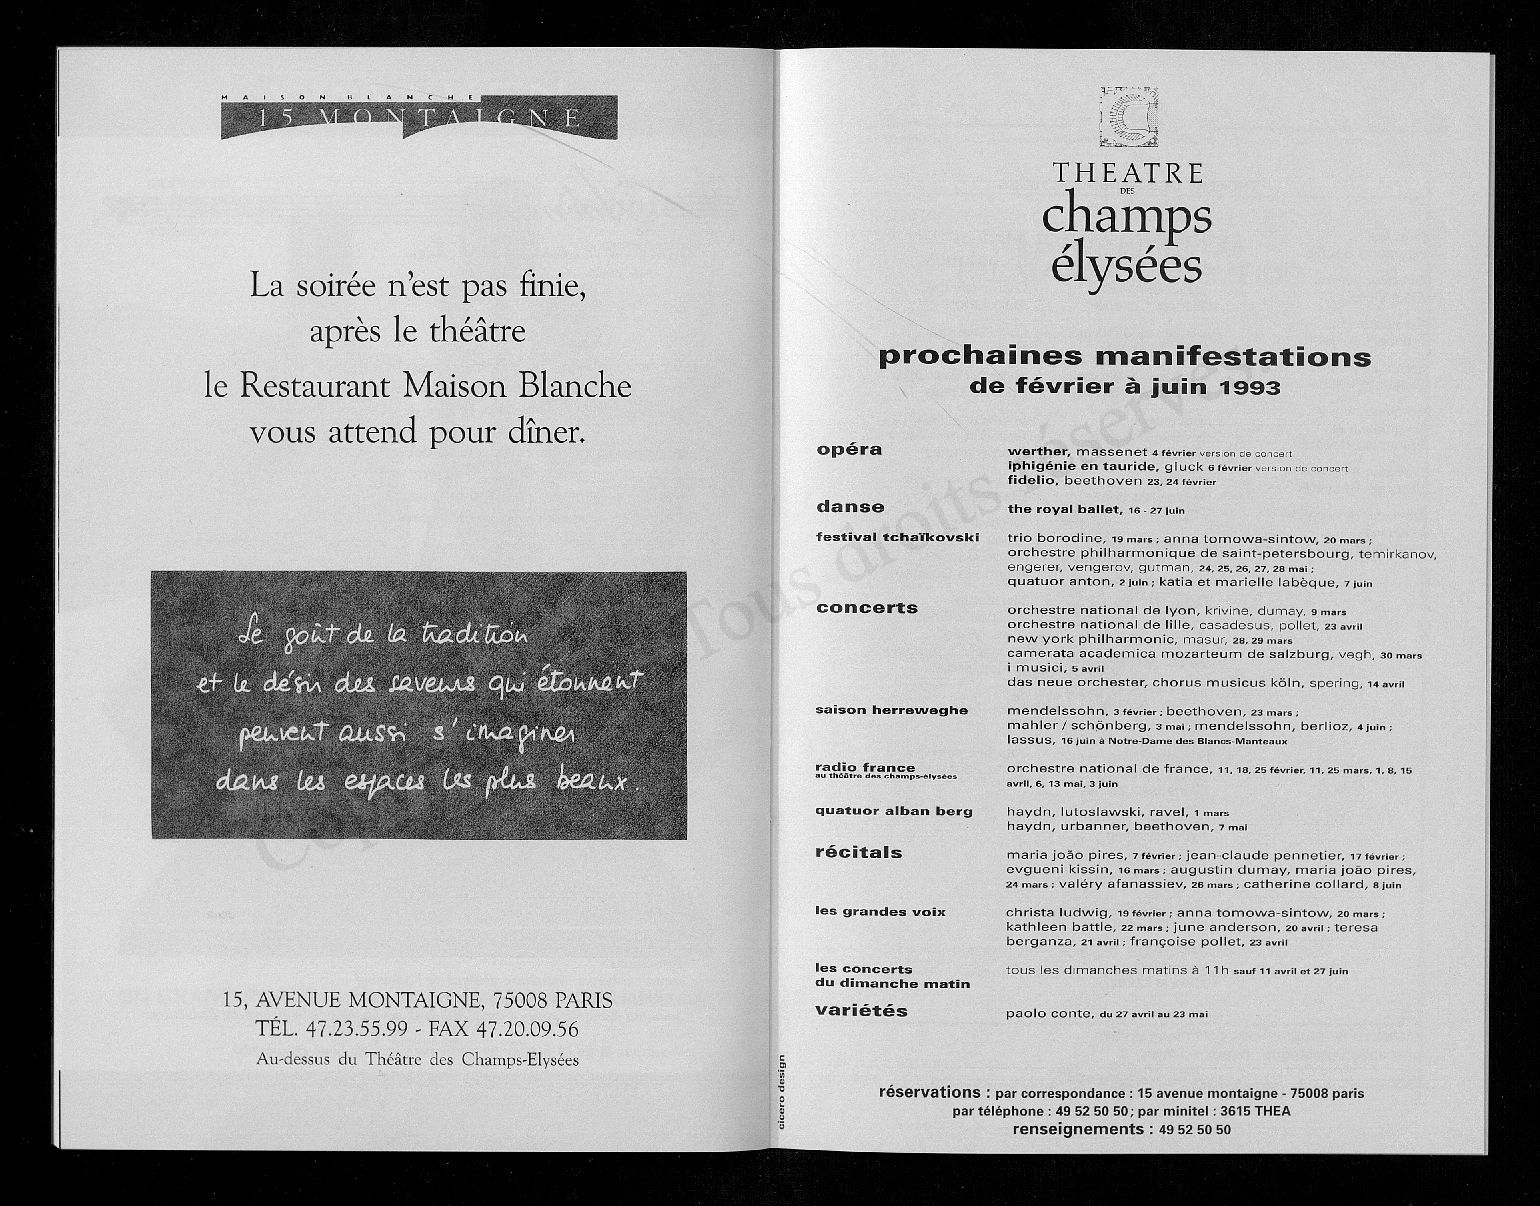 MAISON BLANCHE
15 MONTAIGNE
La soirée n'est pas finie,
après le théâtre
le Restaurant Maison Blanche
vous attend pour dîner.
Le goût de la tradition
et le désir des saveurs qui étonnent
peuvent aussi s'imaginer
dans les espaces les plus beaux.
15, AVENUE MONTAIGNE, 75008 PARIS
TÉL. 47.23.55.99 - FAX 47.20.09.56
Au-dessus du Théâtre des Champs-Elysées
THEATRE
DES
champs
élysées
prochaines manifestations
de février à juin 1993
opéra
werther, massenet 4 février version de concert
iphigénie en tauride, gluck 6 février version de concert
fidelio, beethoven 23, 24 février
danse
the royal ballet, 16 - 27 juin
festival tchaïkovski
trio borodine, 19 mars ; anna tomowa-sintow, 20 mars ;
orchestre philharmonique de saint-petersbourg, temirkanov,
engerer, vengerov, gutman, 24, 25, 26, 27, 28 mai ;
quatuor anton, 2 juin ; katia et marielle labèque, 7 juin
concerts
orchestre national de lyon, krivine, dumay, 9 mars
orchestre national de lille, casadesus, pollet, 23 avril
new york philharmonic, masur, 28, 29 mars
camerata academica mozarteum de salzburg, vegh, 30 mars
i musici, 5 avril
das neue orchester, chorus musicus köln, spering, 14 avril
saison herreweghe
mendelssohn, 3 février ; beethoven, 23 mars ;
mahler / schönberg, 3 mai ; mendelssohn, berlioz, 4 juin ;
lassus, 16 juin à Notre-Dame des Blancs-Manteaux
radio france
au théâtre des champs-élysées
orchestre national de france, 11, 18, 25 février, 11, 25 mars, 1, 8, 15
avril, 6, 13 mai, 3 juin
quatuor alban berg
haydn, lutoslawski, ravel, 1 mars
haydn, urbanner, beethoven, 7 mai
récitals
maria joão pires, 7 février ; jean-claude pennetier, 17 février ;
evgueni kissin, 16 mars ; augustin dumay, maria joão pires,
24 mars ; valéry afanassiev, 26 mars ; catherine collard, 8 juin
les grandes voix
christa ludwig, 19 février ; anna tomowa-sintow, 20 mars ;
kathleen battle, 22 mars ; june anderson, 20 avril ; teresa
berganza, 21 avril ; françoise pollet, 23 avril
les concerts
du dimanche matin
tous les dimanches matins à 11h sauf 11 avril et 27 juin
variétés
paolo conte, du 27 avril au 23 mai
cicero design
réservations : par correspondance : 15 avenue montaigne - 75008 paris
par téléphone : 49 52 50 50 ; par minitel : 3615 THEA
renseignements : 49 52 50 50
Tous droits réservés